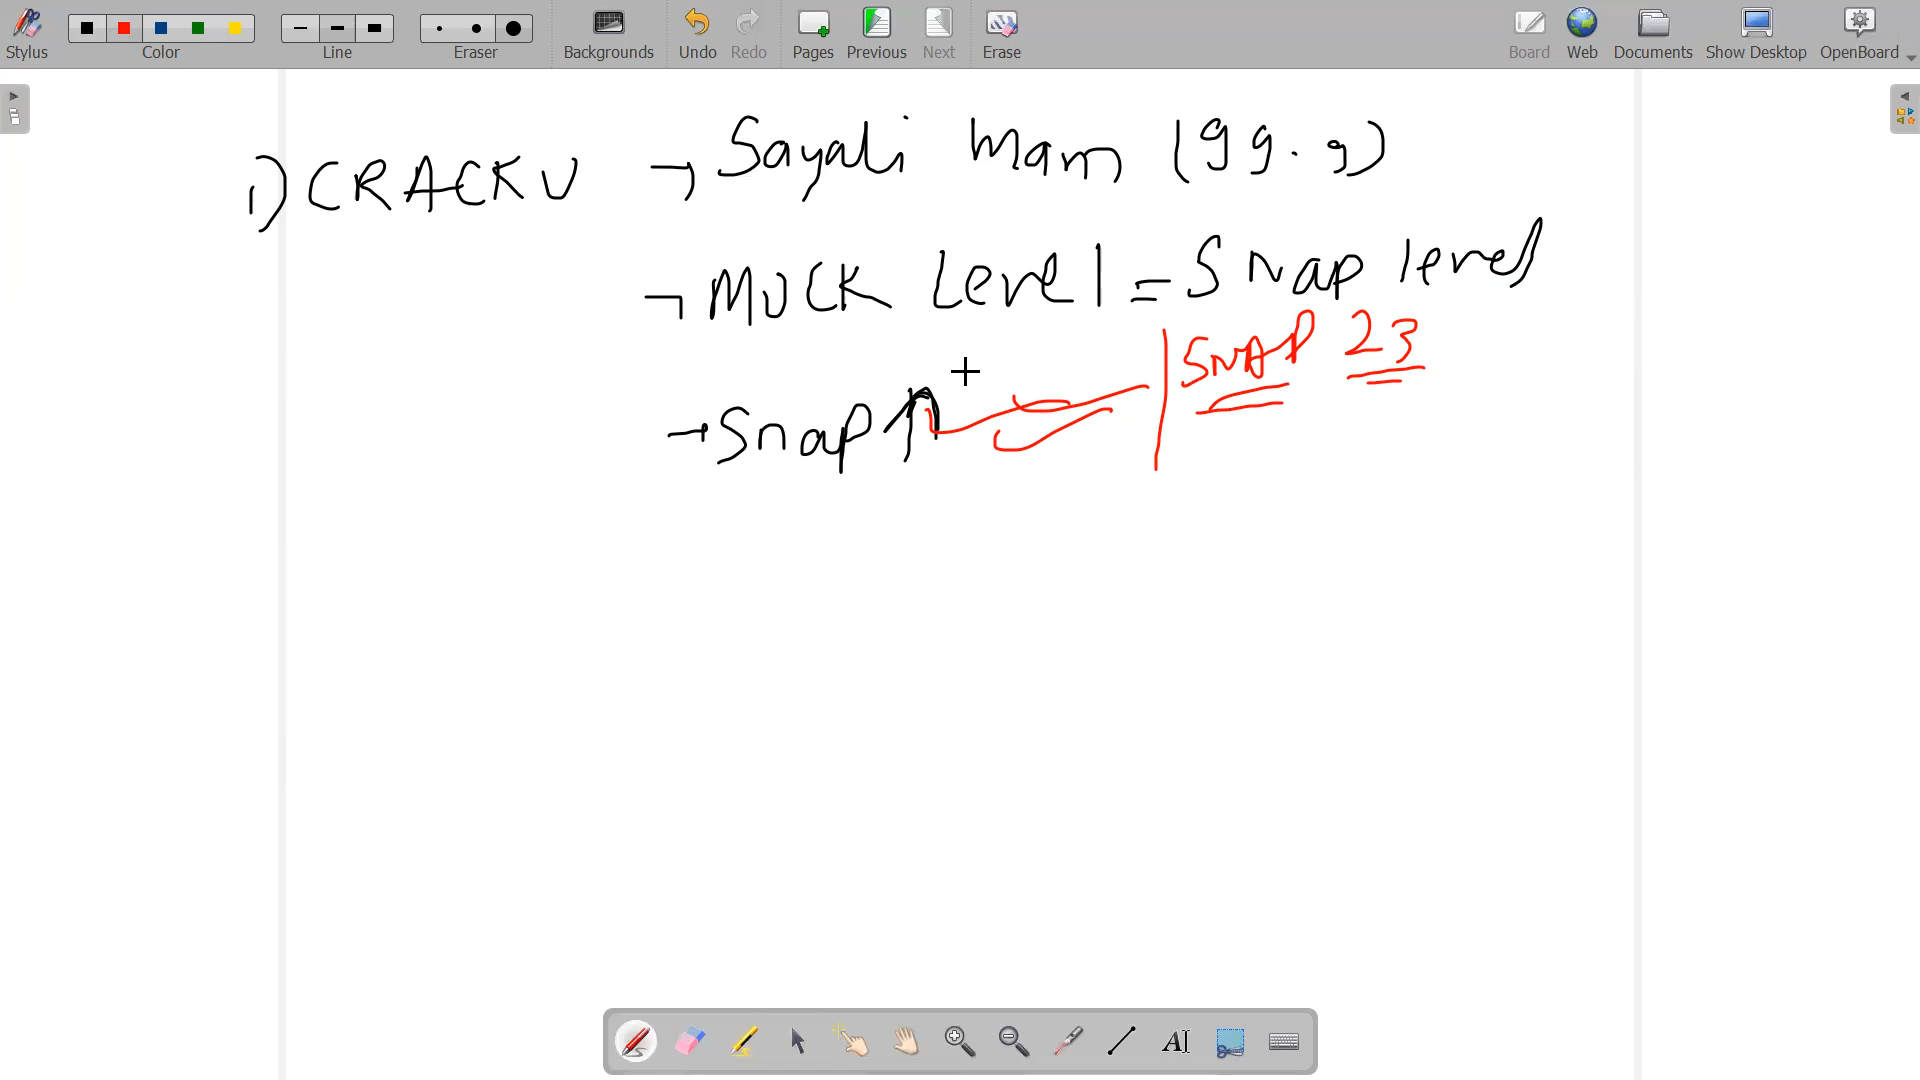 Stylus Color Line Eraser Backgrounds Undo Redo Pages Previous Next Erase Board Web Documents Show Desktop OpenBoard
1) CRACKU → Sayali Mam (99.9)
→ MOCK Level = Snap level
→ Snap ↑ | SNAP 23